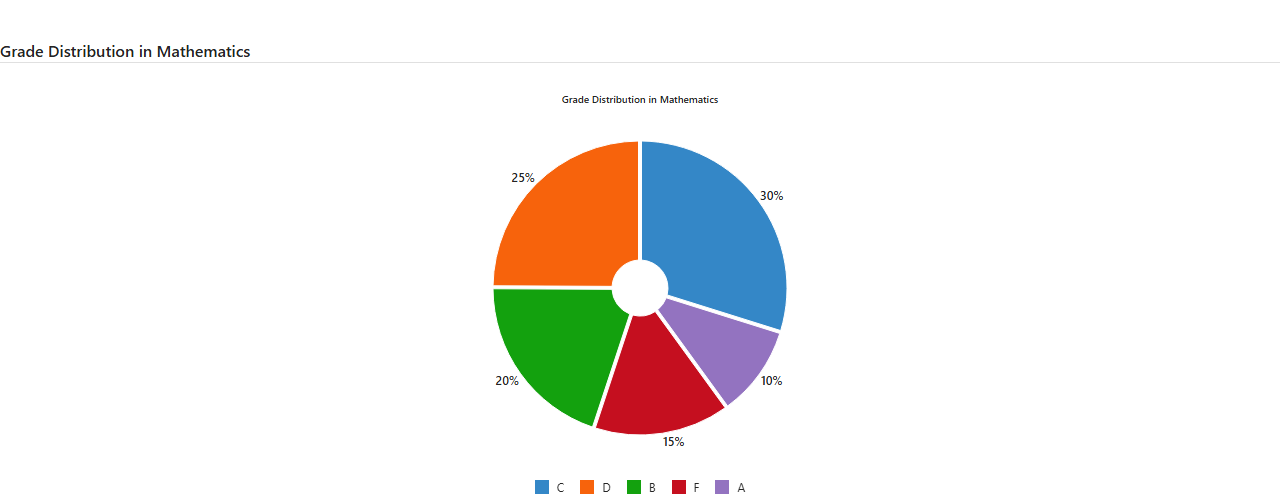 Grade Distribution in Mathematics
Grade Distribution in Mathematics
25%
30%
20%
10%
15%
C D B F A